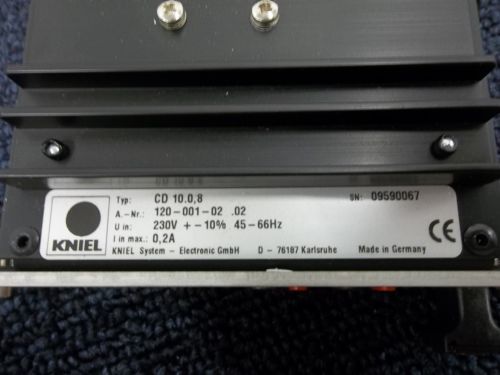 Typ: CD 10.0,8 SN: 09590067
A.-Nr.: 120-001-02 .02
U in: 230V +-10% 45-66Hz
KNIEL I in max.: 0,2A
KNIEL System - Electronic GmbH D - 76187 Karlsruhe Made in Germany CE